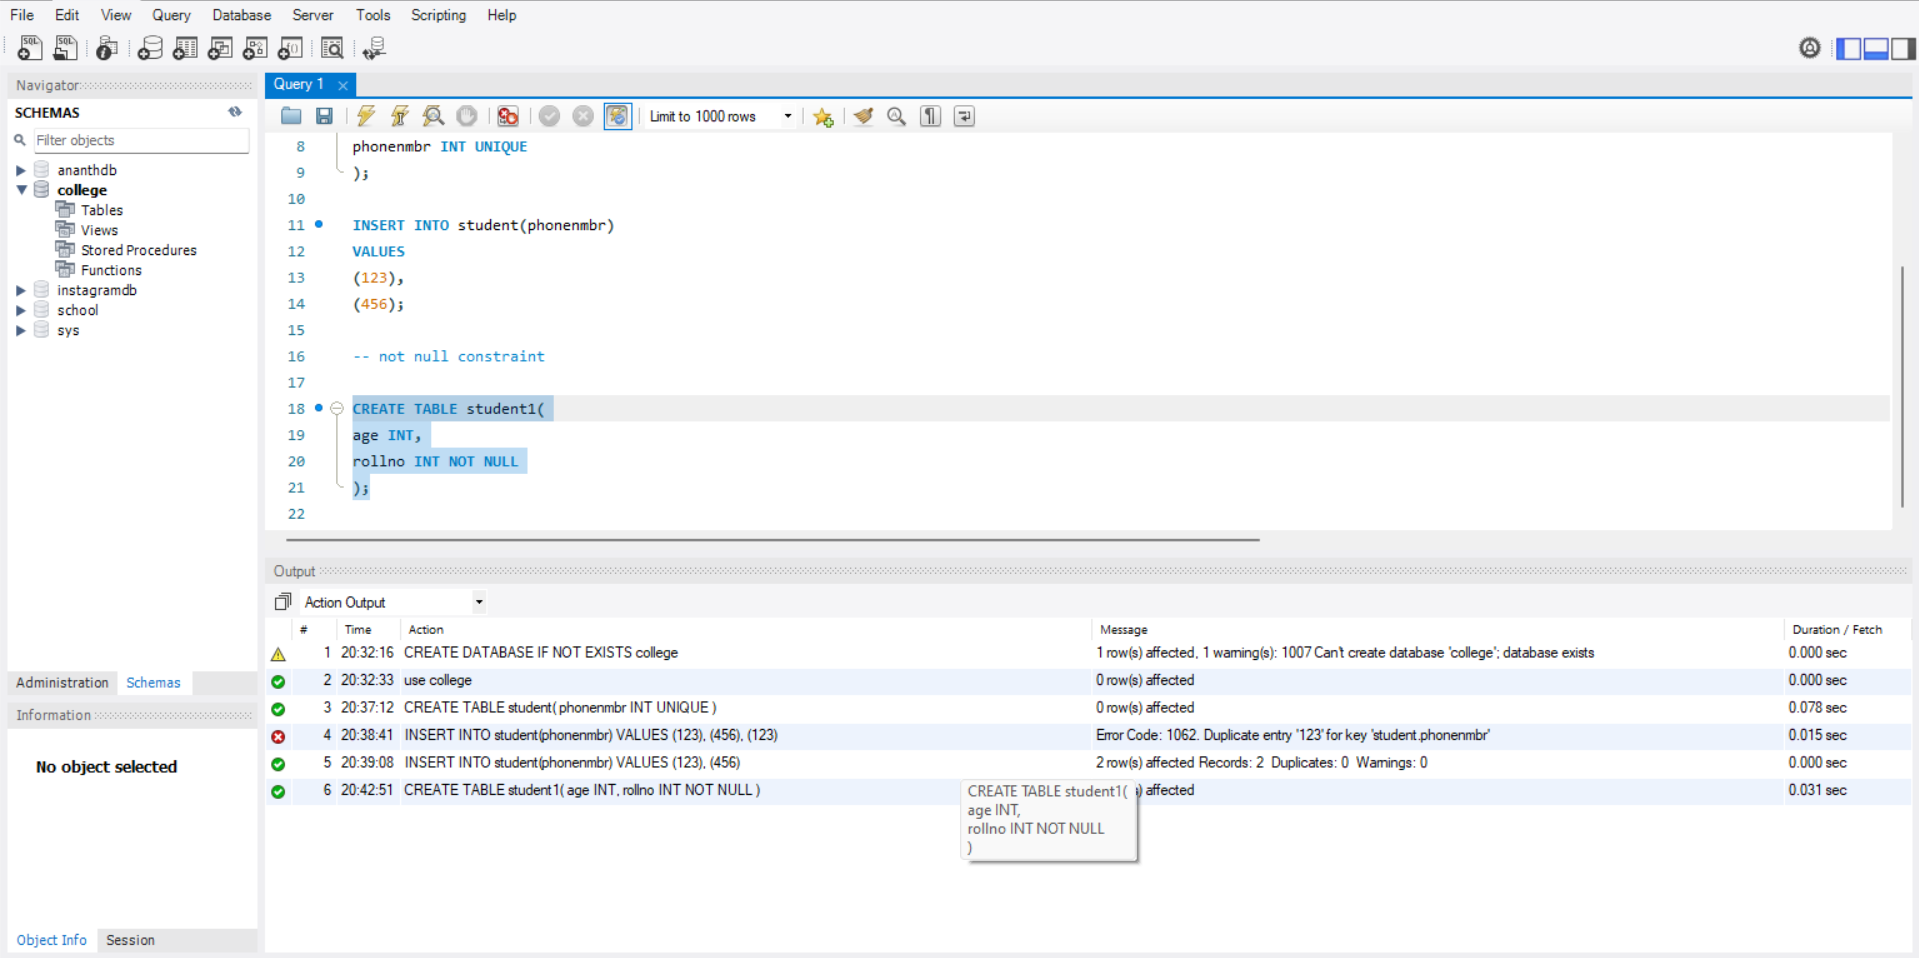 File Edit View Query Database Server Tools Scripting Help
Navigator
SCHEMAS
Filter objects
ananthdb
college
Tables
Views
Stored Procedures
Functions
instagramdb
school
sys
Administration Schemas
Information
No object selected
Object Info Session
Query 1
Limit to 1000 rows
8 phonenmbr INT UNIQUE
9 );
10
11 INSERT INTO student(phonenmbr)
12 VALUES
13 (123),
14 (456);
15
16 -- not null constraint
17
18 CREATE TABLE student1(
19 age INT,
20 rollno INT NOT NULL
21 );
22
Output
Action Output
# Time Action Message Duration / Fetch
1 20:32:16 CREATE DATABASE IF NOT EXISTS college 1 row(s) affected, 1 warning(s): 1007 Can't create database 'college'; database exists 0.000 sec
2 20:32:33 use college 0 row(s) affected 0.000 sec
3 20:37:12 CREATE TABLE student( phonenmbr INT UNIQUE ) 0 row(s) affected 0.078 sec
4 20:38:41 INSERT INTO student(phonenmbr) VALUES (123), (456), (123) Error Code: 1062. Duplicate entry '123' for key 'student.phonenmbr' 0.015 sec
5 20:39:08 INSERT INTO student(phonenmbr) VALUES (123), (456) 2 row(s) affected Records: 2 Duplicates: 0 Warnings: 0 0.000 sec
6 20:42:51 CREATE TABLE student1( age INT, rollno INT NOT NULL ) ) affected 0.031 sec
CREATE TABLE student1(
age INT,
rollno INT NOT NULL
)